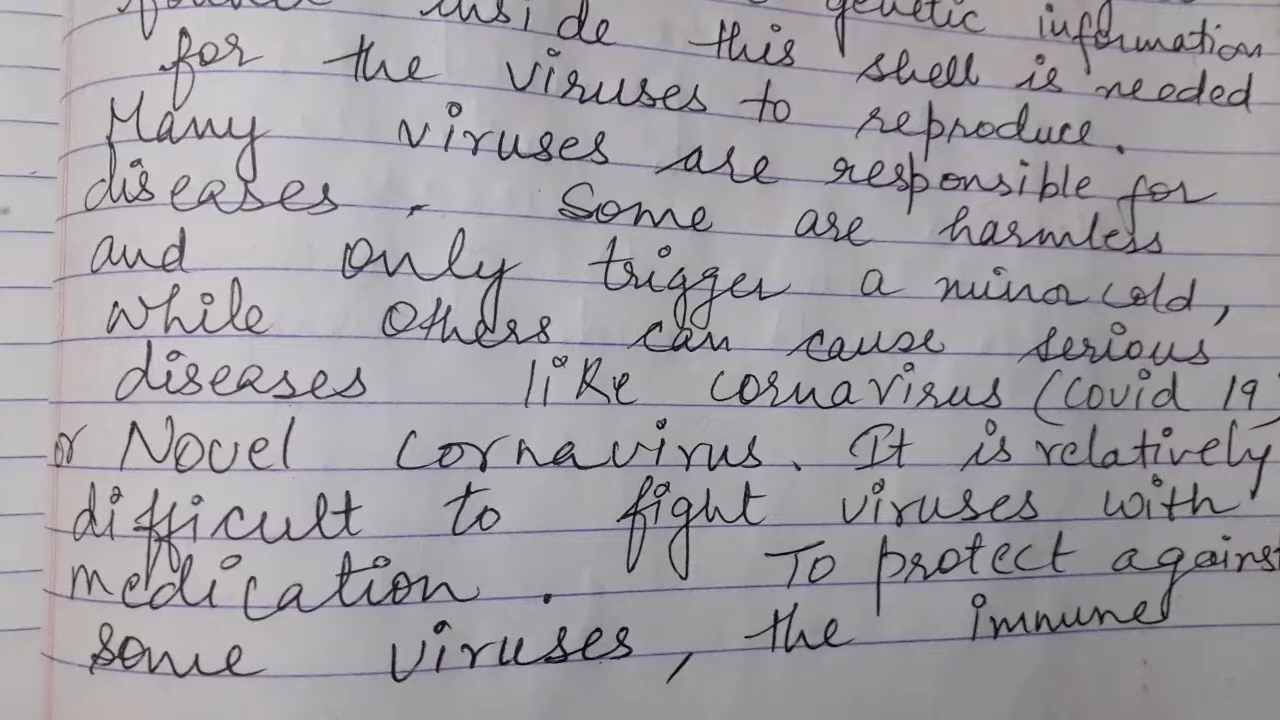 inside genetic information
for the viruses this shell is needed
Many viruses to reproduce.
diseases. are responsible for
and only Some are harmless
while others trigger a minor cold,
diseases can cause serious
like cornavirus (Covid 19)
or Novel cornavirus. It is relatively
difficult to fight viruses with
medication. To protect against
some viruses, the immune